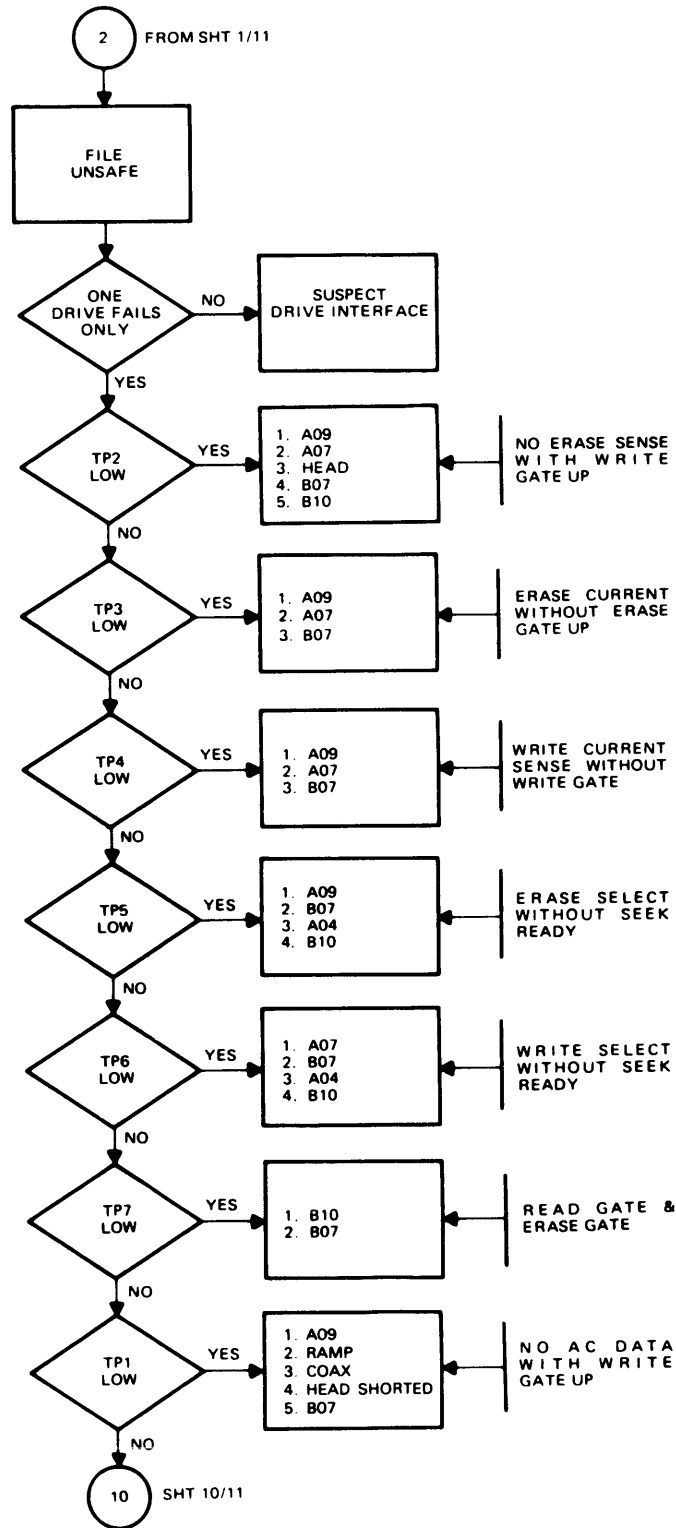 2 FROM SHT 1/11
FILE
UNSAFE
ONE
DRIVE FAILS
ONLY
NO
SUSPECT
DRIVE INTERFACE
YES
TP2
LOW
YES
1. A09
2. A07
3. HEAD
4. B07
5. B10
NO ERASE SENSE
WITH WRITE
GATE UP
NO
TP3
LOW
YES
1. A09
2. A07
3. B07
ERASE CURRENT
WITHOUT ERASE
GATE UP
NO
TP4
LOW
YES
1. A09
2. A07
3. B07
WRITE CURRENT
SENSE WITHOUT
WRITE GATE
NO
TP5
LOW
YES
1. A09
2. B07
3. A04
4. B10
ERASE SELECT
WITHOUT SEEK
READY
NO
TP6
LOW
YES
1. A07
2. B07
3. A04
4. B10
WRITE SELECT
WITHOUT SEEK
READY
NO
TP7
LOW
YES
1. B10
2. B07
READ GATE &
ERASE GATE
NO
TP1
LOW
YES
1. A09
2. RAMP
3. COAX
4. HEAD SHORTED
5. B07
NO AC DATA
WITH WRITE
GATE UP
NO
10 SHT 10/11